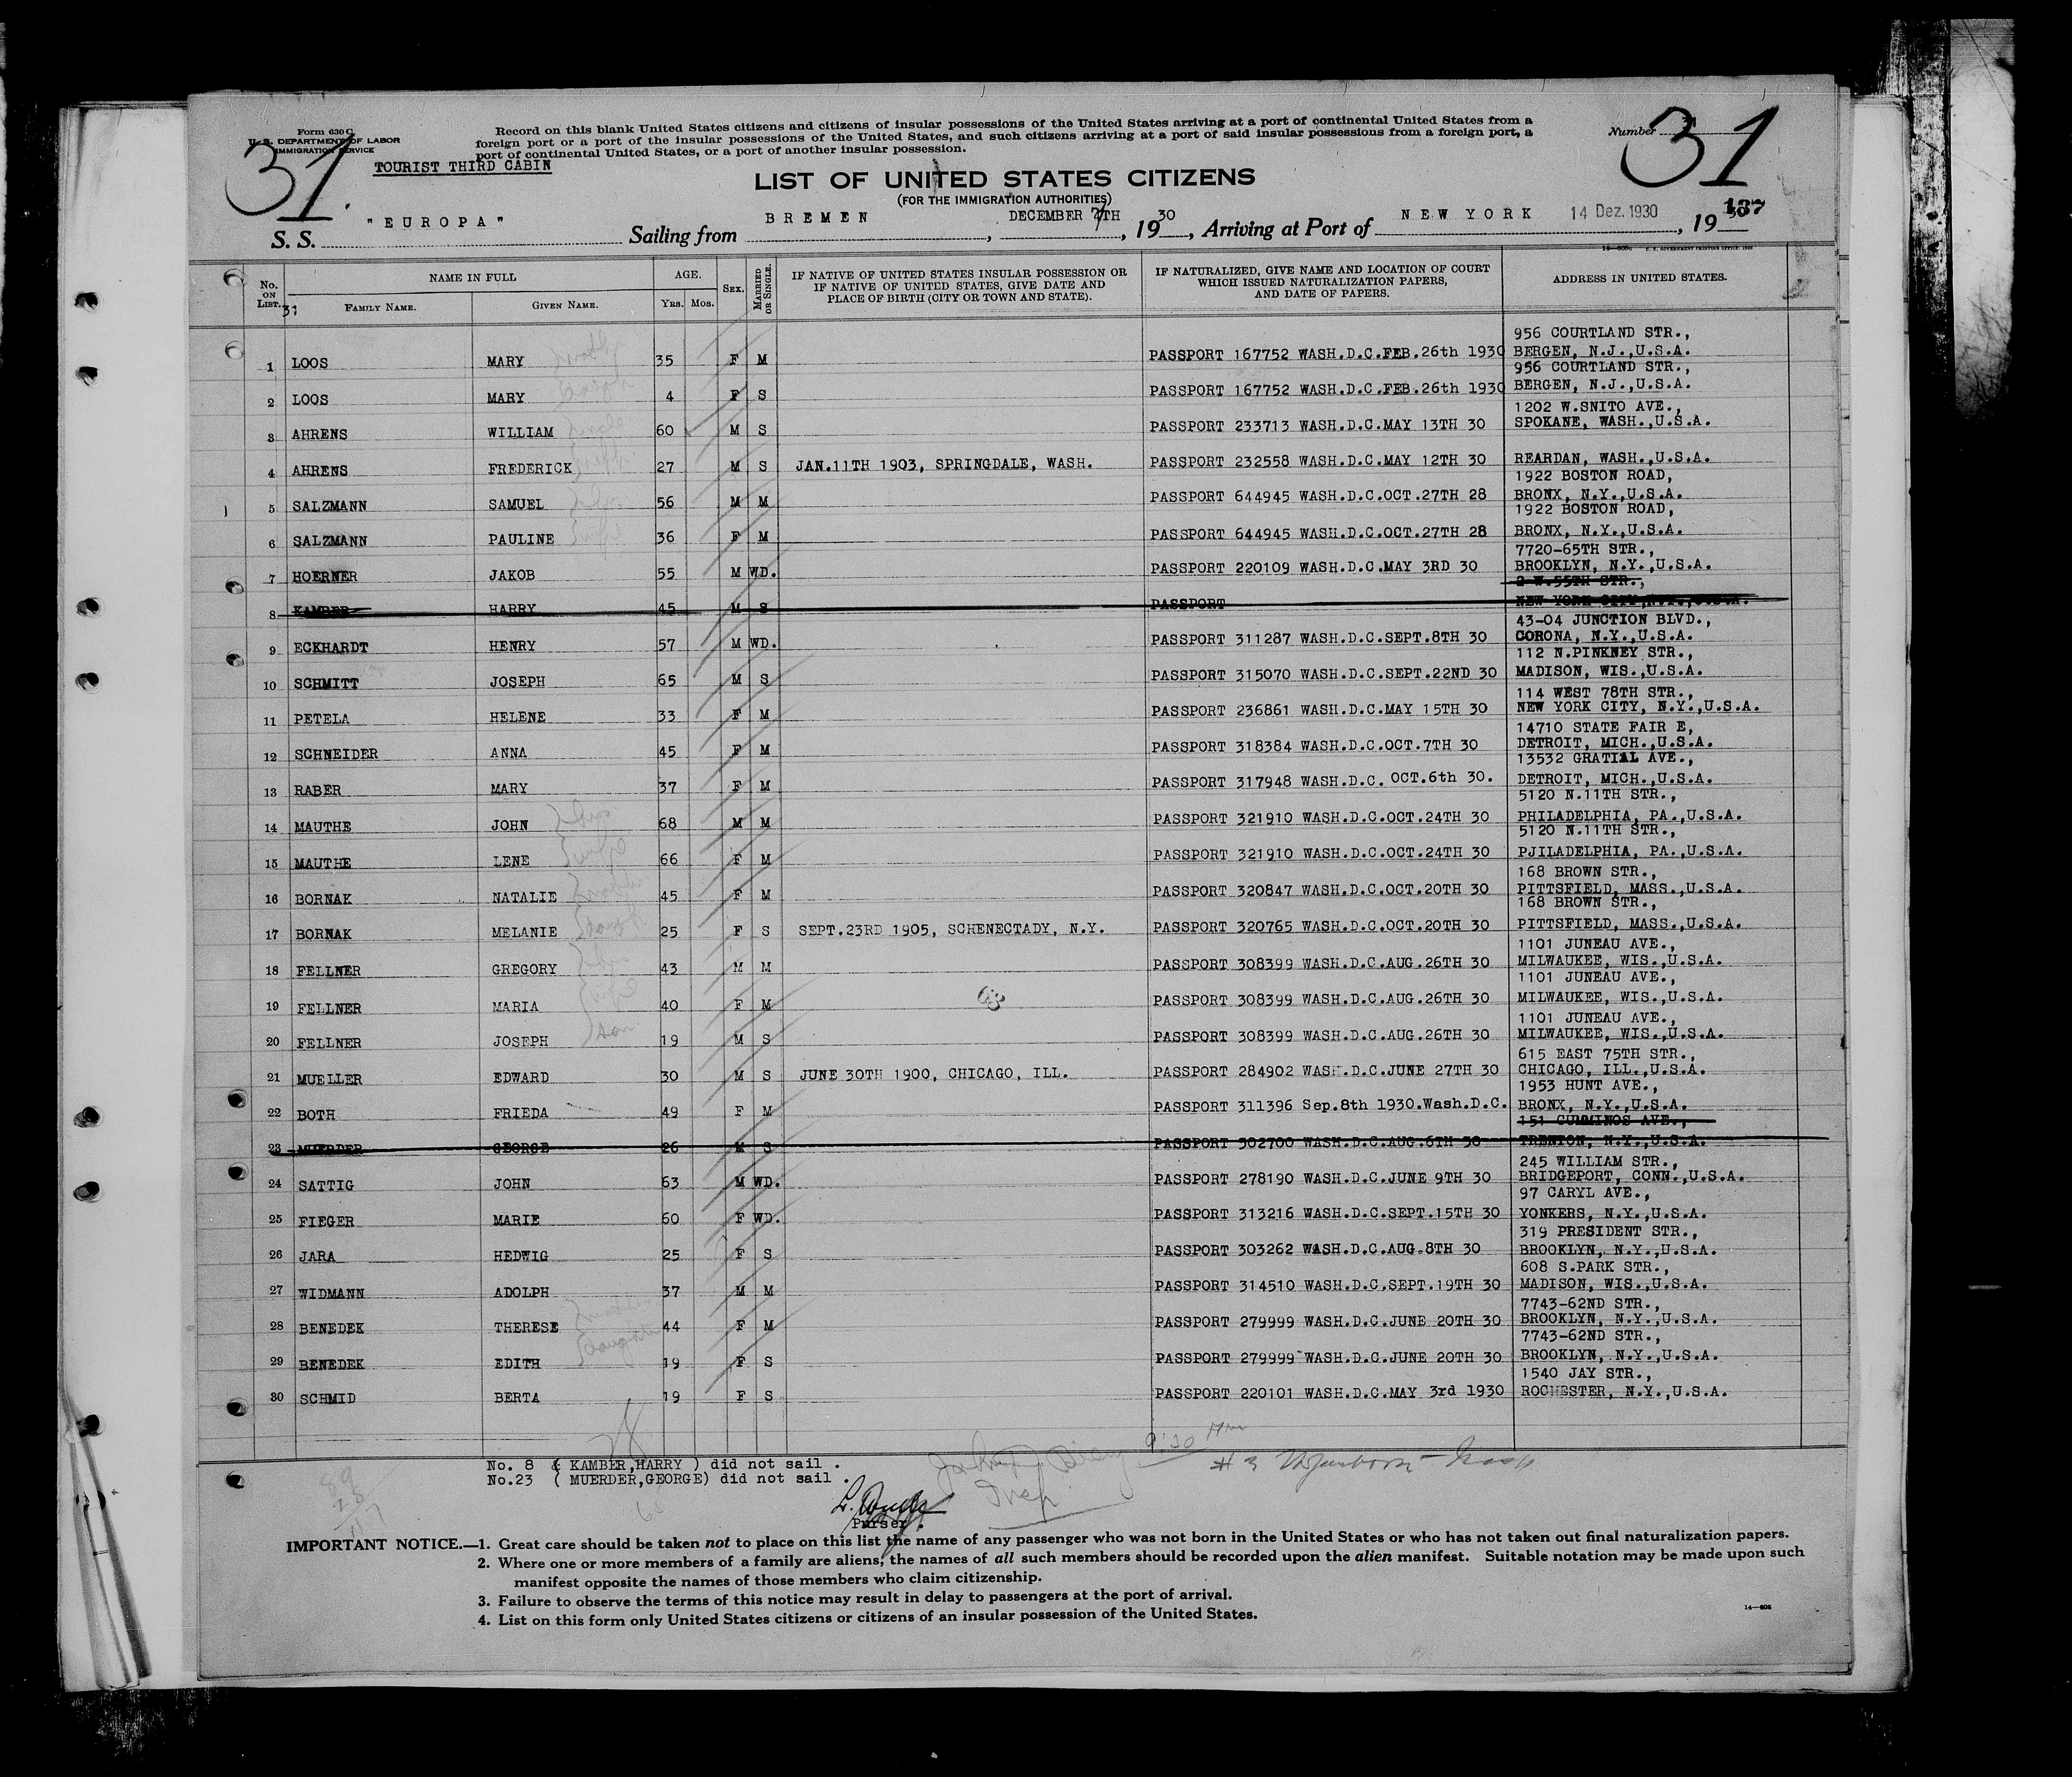 Form 630 C
U. S. DEPARTMENT OF LABOR
IMMIGRATION SERVICE
TOURIST THIRD CABIN
Record on this blank United States citizens and citizens of insular possessions of the United States arriving at a port of continental United States from a
foreign port or a port of the insular possessions of the United States, and such citizens arriving at a port of said insular possessions from a foreign port, a
port of continental United States, or a port of another insular possession.
Number
31.
31
LIST OF UNITED STATES CITIZENS
(FOR THE IMMIGRATION AUTHORITIES)
S. S. "EUROPA" Sailing from BREMEN, DECEMBER 7TH, 1930, Arriving at Port of NEW YORK 14 Dez. 1930, 19
137
No. ON LIST. NAME IN FULL AGE. SEX. MARRIED OR SINGLE. IF NATIVE OF UNITED STATES INSULAR POSSESSION OR IF NATIVE OF UNITED STATES, GIVE DATE AND PLACE OF BIRTH (CITY OR TOWN AND STATE). IF NATURALIZED, GIVE NAME AND LOCATION OF COURT WHICH ISSUED NATURALIZATION PAPERS, AND DATE OF PAPERS. ADDRESS IN UNITED STATES.
FAMILY NAME. GIVEN NAME. YRS. MOS.
956 COURTLAND STR.,
1 LOOS MARY 35 F M PASSPORT 167752 WASH.D.C.FEB.26th 1930 BERGEN, N.J.,U.S.A.
956 COURTLAND STR.,
2 LOOS MARY 4 F S PASSPORT 167752 WASH.D.C.FEB.26th 1930 BERGEN, N.J.,U.S.A.
1202 W.SNITO AVE.,
3 AHRENS WILLIAM 60 M S PASSPORT 233713 WASH.D.C.MAY 13TH 30 SPOKANE, WASH.,U.S.A.
4 AHRENS FREDERICK 27 M S JAN.11TH 1903, SPRINGDALE, WASH. PASSPORT 232558 WASH.D.C.MAY 12TH 30 REARDAN, WASH.,U.S.A.
1922 BOSTON ROAD,
5 SALZMANN SAMUEL 56 M M PASSPORT 644945 WASH.D.C.OCT.27TH 28 BRONX, N.Y.,U.S.A.
1922 BOSTON ROAD,
6 SALZMANN PAULINE 36 F M PASSPORT 644945 WASH.D.C.OCT.27TH 28 BRONX, N.Y.,U.S.A.
7720-65TH STR.,
7 HOERNER JAKOB 55 M WD. PASSPORT 220109 WASH.D.C.MAY 3RD 30 BROOKLYN, N.Y.,U.S.A.
2 W.55TH STR.,
8 KAMBER HARRY 45 M S PASSPORT NEW YORK CITY,N.Y.,U.S.A.
43-04 JUNCTION BLVD.,
9 ECKHARDT HENRY 57 M WD. PASSPORT 311287 WASH.D.C.SEPT.8TH 30 CORONA, N.Y.,U.S.A.
112 N.PINKNEY STR.,
10 SCHMITT JOSEPH 65 M S PASSPORT 315070 WASH.D.C.SEPT.22ND 30 MADISON, WIS.,U.S.A.
114 WEST 78TH STR.,
11 PETELA HELENE 33 F M PASSPORT 236861 WASH.D.C.MAY 15TH 30 NEW YORK CITY, N.Y.,U.S.A.
14710 STATE FAIR E,
12 SCHNEIDER ANNA 45 F M PASSPORT 318384 WASH.D.C.OCT.7TH 30 DETROIT, MICH.,U.S.A.
13532 GRATIAL AVE.,
13 RABER MARY 37 F M PASSPORT 317948 WASH.D.C. OCT.6th 30. DETROIT, MICH.,U.S.A.
5120 N.11TH STR.,
14 MAUTHE JOHN 68 M M PASSPORT 321910 WASH.D.C.OCT.24TH 30 PHILADELPHIA, PA.,U.S.A.
5120 N.11TH STR.,
15 MAUTHE LENE 66 F M PASSPORT 321910 WASH.D.C.OCT.24TH 30 PJILADELPHIA, PA.,U.S.A.
168 BROWN STR.,
16 BORNAK NATALIE 45 F M PASSPORT 320847 WASH.D.C.OCT.20TH 30 PITTSFIELD, MASS.,U.S.A.
168 BROWN STR.,
17 BORNAK MELANIE 25 F S SEPT.23RD 1905, SCHENECTADY, N.Y. PASSPORT 320765 WASH.D.C.OCT.20TH 30 PITTSFIELD, MASS.,U.S.A.
1101 JUNEAU AVE.,
18 FELLNER GREGORY 43 M M PASSPORT 308399 WASH.D.C.AUG.26TH 30 MILWAUKEE, WIS.,U.S.A.
1101 JUNEAU AVE.,
19 FELLNER MARIA 40 F M 63 PASSPORT 308399 WASH.D.C.AUG.26TH 30 MILWAUKEE, WIS.,U.S.A.
1101 JUNEAU AVE.,
20 FELLNER JOSEPH son 19 M S PASSPORT 308399 WASH.D.C.AUG.26TH 30 MILWAUKEE, WIS.,U.S.A.
615 EAST 75TH STR.,
21 MUELLER EDWARD 30 M S JUNE 30TH 1900, CHICAGO, ILL. PASSPORT 284902 WASH.D.C.JUNE 27TH 30 CHICAGO, ILL.,U.S.A.
1953 HUNT AVE.,
22 BOTH FRIEDA 49 F M PASSPORT 311396 Sep.8th 1930.Wash.D.C. BRONX, N.Y.,U.S.A.
151 CUMMINGS AVE.,
23 MUERDER GEORGE 26 M S PASSPORT 302700 WASH.D.C.AUG.6TH 30 TRENTON, N.Y.,U.S.A.
245 WILLIAM STR.,
24 SATTIG JOHN 63 M WD. PASSPORT 278190 WASH.D.C.JUNE 9TH 30 BRIDGEPORT, CONN.,U.S.A.
97 CARYL AVE.,
25 FIEGER MARIE 60 F WD. PASSPORT 313216 WASH.D.C.SEPT.15TH 30 YONKERS, N.Y.,U.S.A.
319 PRESIDENT STR.,
26 JARA HEDWIG 25 F S PASSPORT 303262 WASH.D.C.AUG.8TH 30 BROOKLYN, N.Y.,U.S.A.
608 S.PARK STR.,
27 WIDMANN ADOLPH 37 M M PASSPORT 314510 WASH.D.C.SEPT.19TH 30 MADISON, WIS.,U.S.A.
7743-62ND STR.,
28 BENEDEK THERESE 44 F M PASSPORT 279999 WASH.D.C.JUNE 20TH 30 BROOKLYN, N.Y.,U.S.A.
7743-62ND STR.,
29 BENEDEK EDITH 19 F S PASSPORT 279999 WASH.D.C.JUNE 20TH 30 BROOKLYN, N.Y.,U.S.A.
1540 JAY STR.,
30 SCHMID BERTA 19 F S PASSPORT 220101 WASH.D.C.MAY 3rd 1930 ROCHESTER, N.Y.,U.S.A.
9:30
No. 8 ( KAMBER,HARRY ) did not sail .
No.23 ( MUERDER,GEORGE) did not sail .
Purser.
IMPORTANT NOTICE.—1. Great care should be taken not to place on this list the name of any passenger who was not born in the United States or who has not taken out final naturalization papers.
2. Where one or more members of a family are aliens, the names of all such members should be recorded upon the alien manifest. Suitable notation may be made upon such
manifest opposite the names of those members who claim citizenship.
3. Failure to observe the terms of this notice may result in delay to passengers at the port of arrival.
4. List on this form only United States citizens or citizens of an insular possession of the United States.